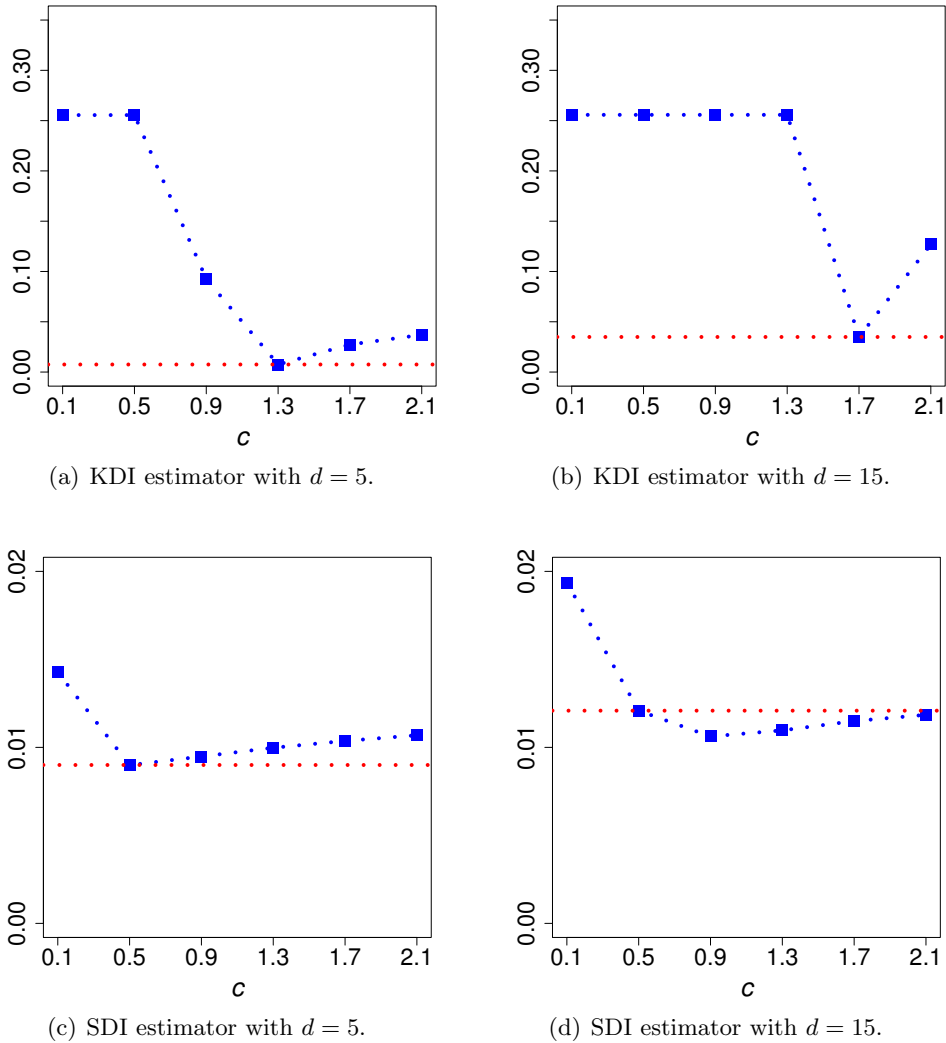 0.30
0.20
0.10
0.00
0.1 0.5 0.9 1.3 1.7 2.1
c
(a) KDI estimator with d = 5.
0.30
0.20
0.10
0.00
0.1 0.5 0.9 1.3 1.7 2.1
c
(b) KDI estimator with d = 15.
0.02
0.01
0.00
0.1 0.5 0.9 1.3 1.7 2.1
c
(c) SDI estimator with d = 5.
0.02
0.01
0.00
0.1 0.5 0.9 1.3 1.7 2.1
c
(d) SDI estimator with d = 15.